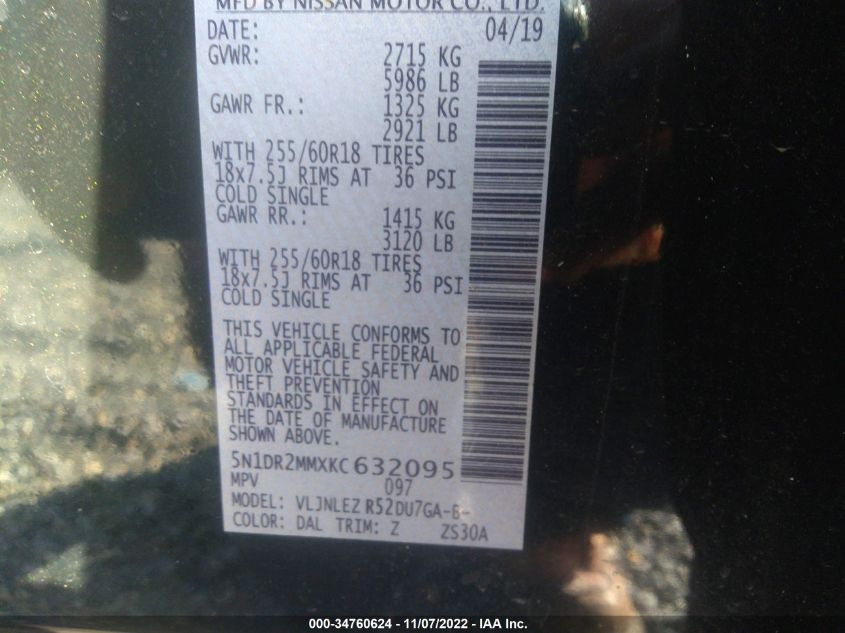 MFD BY NISSAN MOTOR CO., LTD.
DATE: 04/19
GVWR: 2715 KG
5986 LB
GAWR FR.: 1325 KG
2921 LB
WITH 255/60R18 TIRES
18x7.5J RIMS AT 36 PSI
COLD SINGLE
GAWR RR.: 1415 KG
3120 LB
WITH 255/60R18 TIRES
18x7.5J RIMS AT 36 PSI
COLD SINGLE
THIS VEHICLE CONFORMS TO
ALL APPLICABLE FEDERAL
MOTOR VEHICLE SAFETY AND
THEFT PREVENTION
STANDARDS IN EFFECT ON
THE DATE OF MANUFACTURE
SHOWN ABOVE.
5N1DR2MMXKC632095
MPV 097
MODEL: VLJNLEZ R52DU7GA-B-
COLOR: DAL TRIM: Z ZS30A
000-34760624 - 11/07/2022 - IAA Inc.